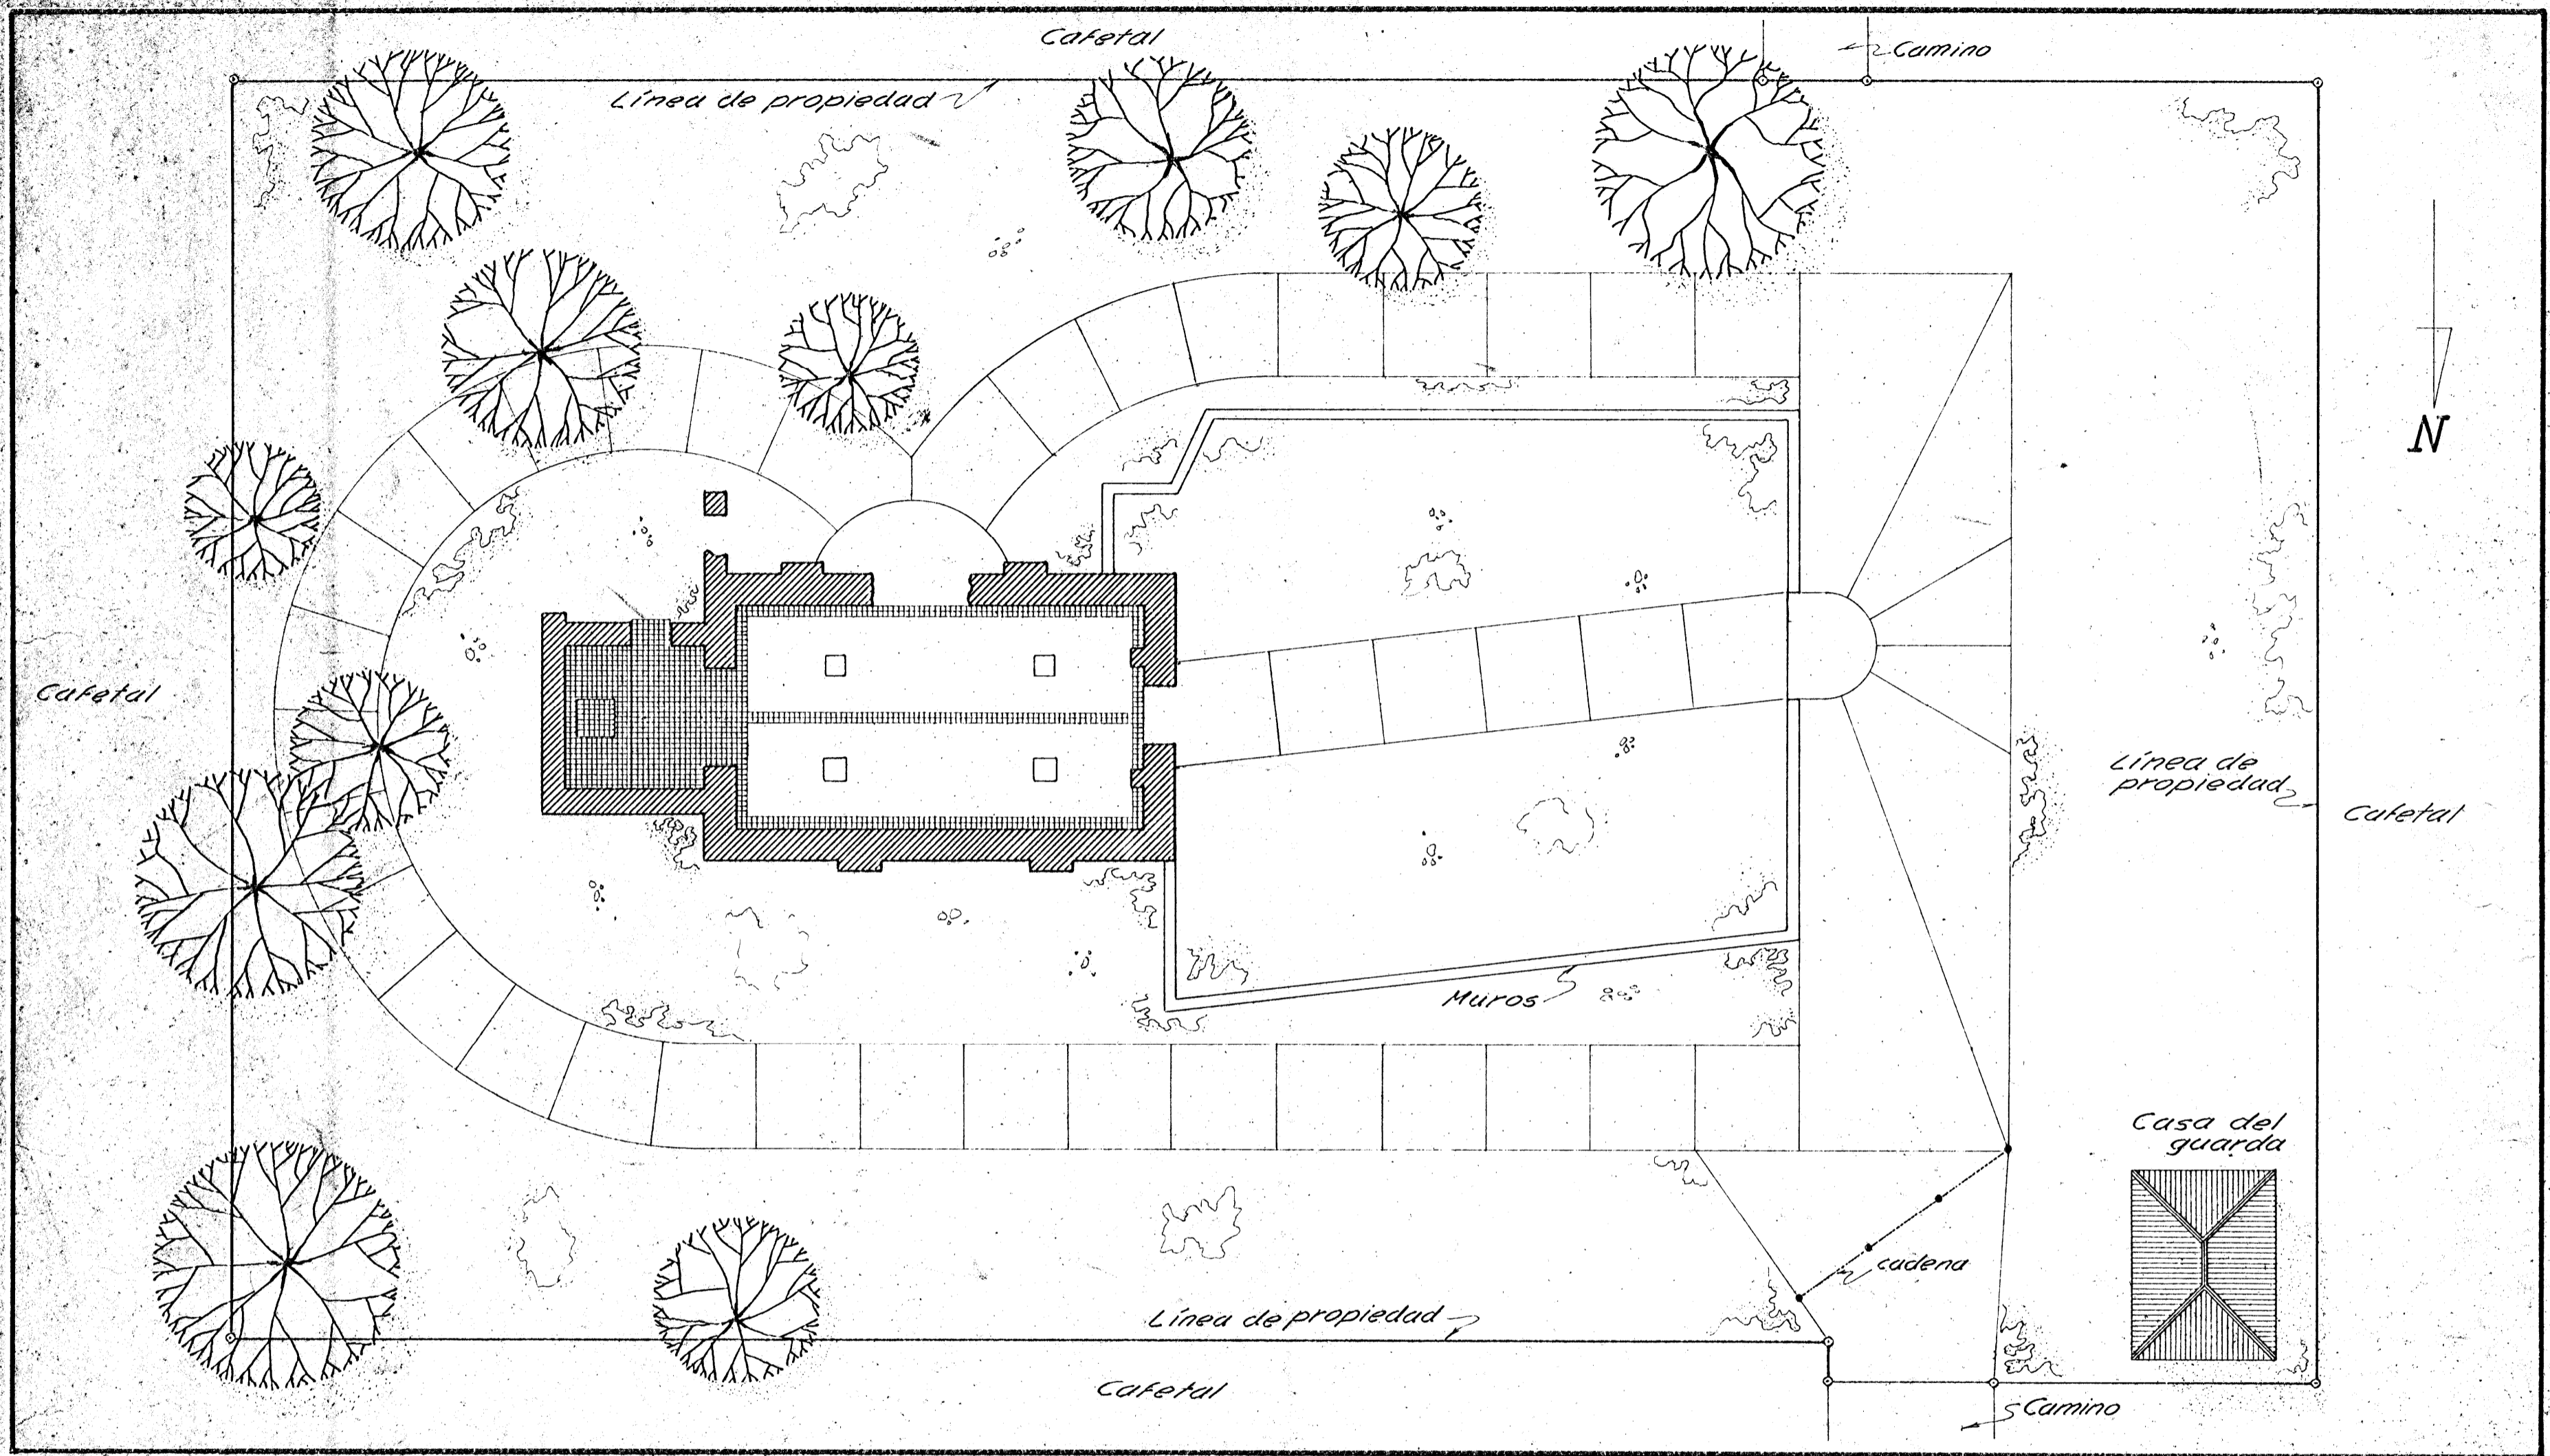 Cafetal
Camino
Línea de propiedad
N
Cafetal
Línea de
propiedad
Cafetal
Muros
Casa del
guarda
cadena
Línea de propiedad
Cafetal
Camino